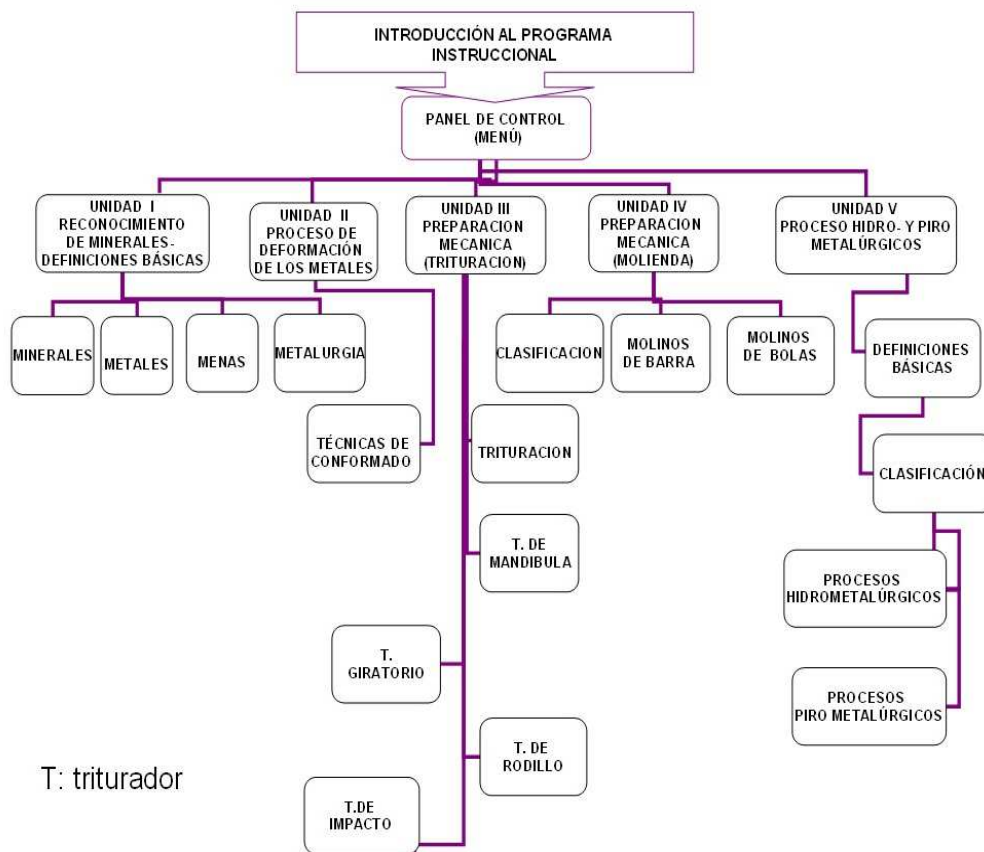 INTRODUCCIÓN AL PROGRAMA
INSTRUCCIONAL
PANEL DE CONTROL
(MENÚ)
UNIDAD I
RECONOCIMIENTO
DE MINERALES-
DEFINICIONES BÁSICAS
UNIDAD II
PROCESO DE
DEFORMACIÓN
DE LOS METALES
UNIDAD III
PREPARACION
MECANICA
(TRITURACION)
UNIDAD IV
PREPARACION
MECANICA
(MOLIENDA)
UNIDAD V
PROCESO HIDRO- Y PIRO
METALÚRGICOS
MINERALES
METALES
MENAS
METALURGIA
CLASIFICACION
MOLINOS
DE BARRA
MOLINOS
DE BOLAS
DEFINICIONES
BÁSICAS
TÉCNICAS DE
CONFORMADO
TRITURACION
CLASIFICACIÓN
T. DE
MANDIBULA
PROCESOS
HIDROMETALÚRGICOS
T.
GIRATORIO
PROCESOS
PIRO METALÚRGICOS
T. DE
RODILLO
T: triturador
T.DE
IMPACTO